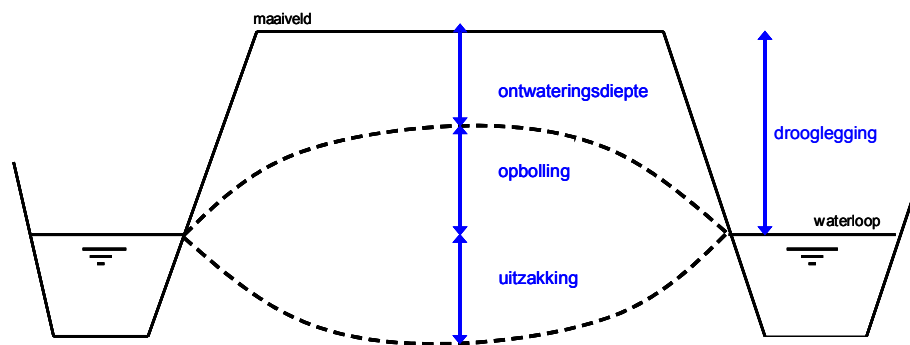 maaiveld
ontwateringsdiepte
drooglegging
opbolling
waterloop
uitzakking